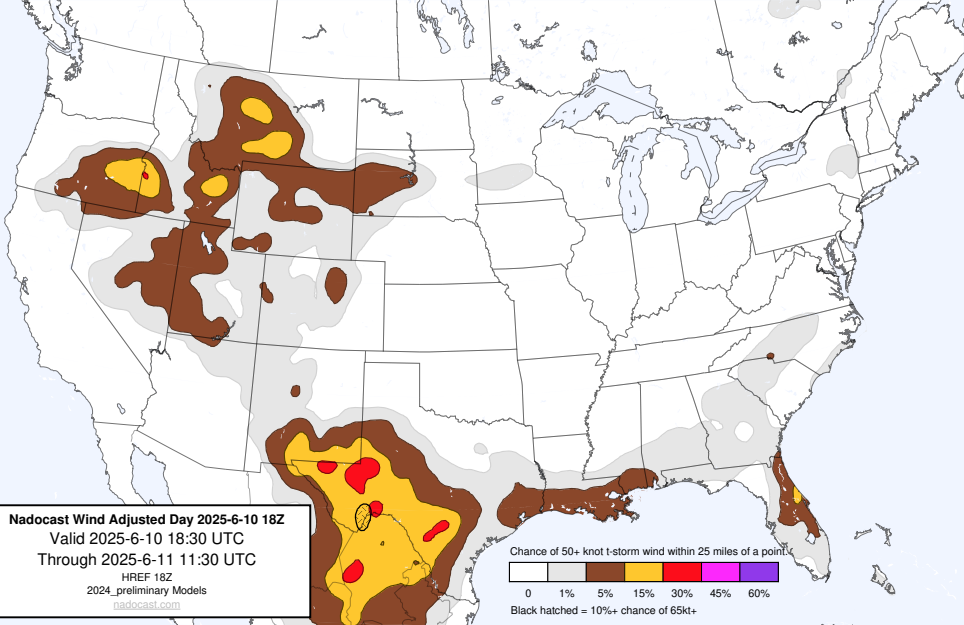 Nadocast Wind Adjusted Day 2025-6-10 18Z
Valid 2025-6-10 18:30 UTC
Through 2025-6-11 11:30 UTC
HREF 18Z
2024_preliminary Models
nadocast.com
Chance of 50+ knot t-storm wind within 25 miles of a point.
0 1% 5% 15% 30% 45% 60%
Black hatched = 10%+ chance of 65kt+